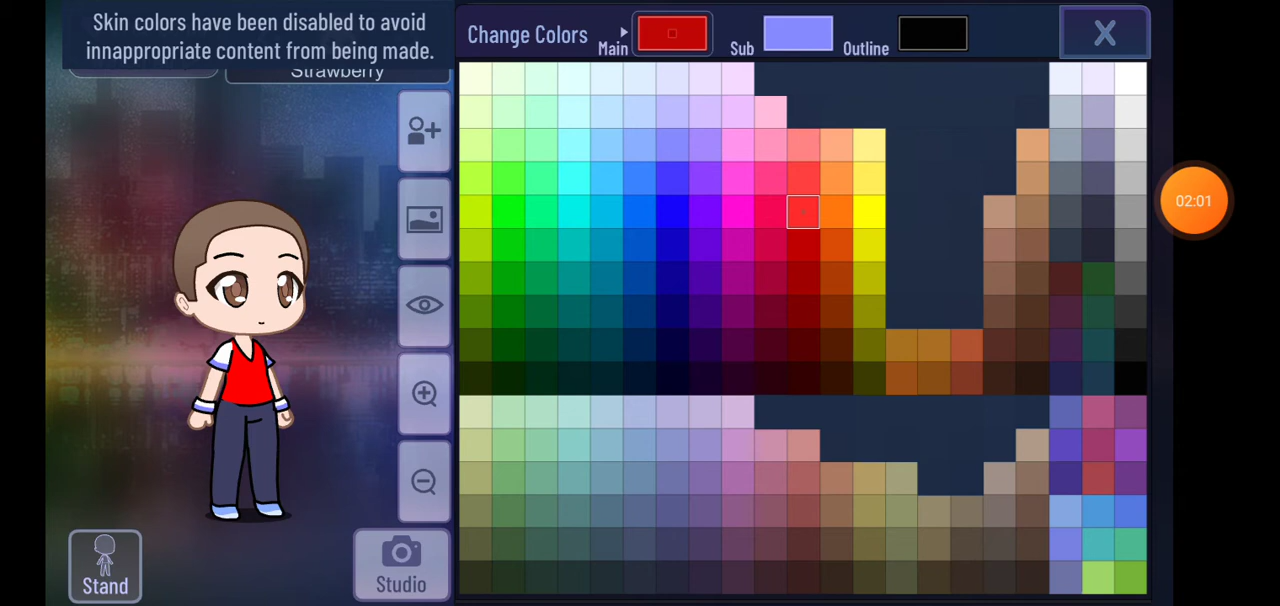 Skin colors have been disabled to avoid
innappropriate content from being made.
Strawberry
Change Colors
Main
Sub
Outline
X
02:01
Stand
Studio